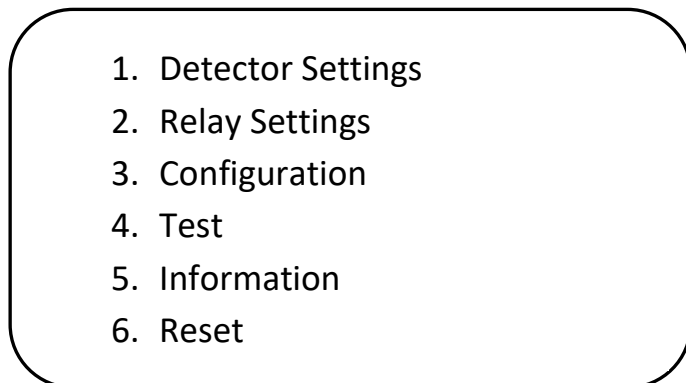 1. Detector Settings
2. Relay Settings
3. Configuration
4. Test
5. Information
6. Reset